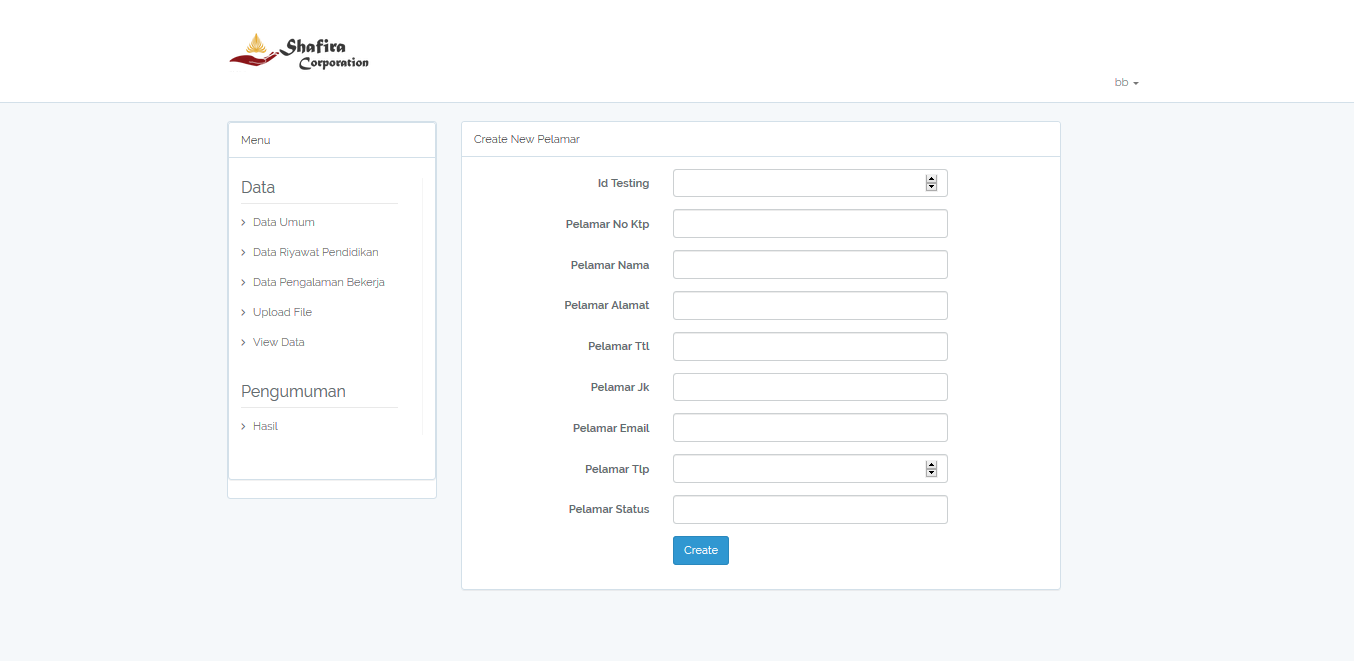 Shafira
Corporation
bb
Menu
Data
Data Umum
Data Riyawat Pendidikan
Data Pengalaman Bekerja
Upload File
View Data
Pengumuman
Hasil
Create New Pelamar
Id Testing
Pelamar No Ktp
Pelamar Nama
Pelamar Alamat
Pelamar Ttl
Pelamar Jk
Pelamar Email
Pelamar Tlp
Pelamar Status
Create